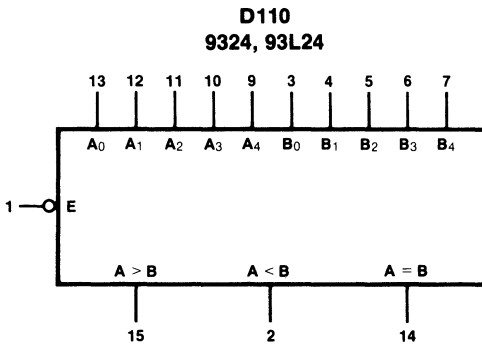 D110
9324, 93L24
13 12 11 10 9 3 4 5 6 7
A0 A1 A2 A3 A4 B0 B1 B2 B3 B4
1 E
A > B A < B A = B
15 2 14